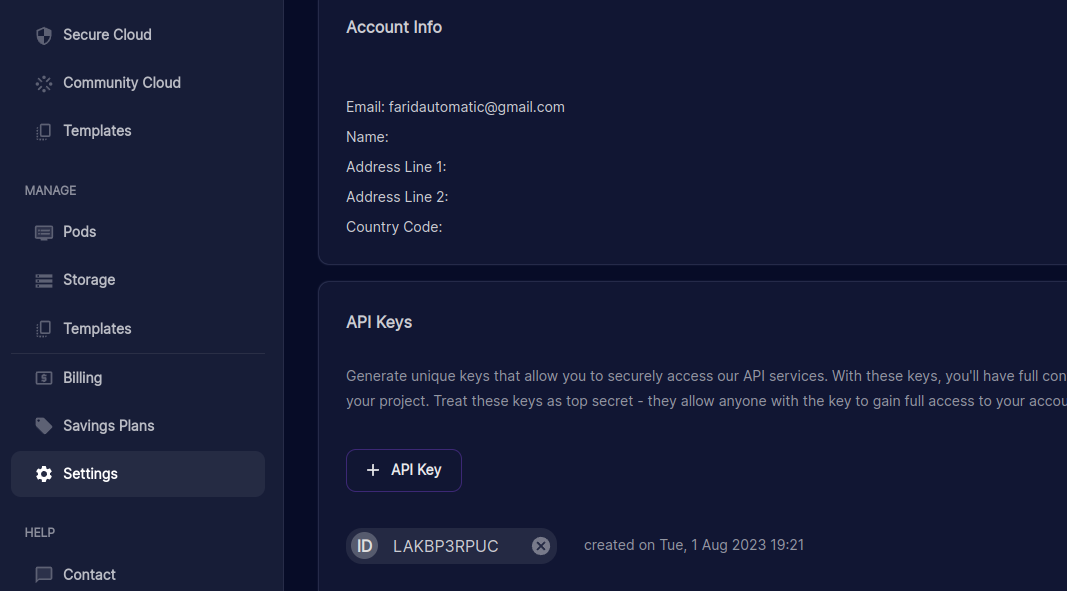 Secure Cloud
Community Cloud
Templates
MANAGE
Pods
Storage
Templates
Billing
Savings Plans
Settings
HELP
Contact
Account Info
Email: faridautomatic@gmail.com
Name:
Address Line 1:
Address Line 2:
Country Code:
API Keys
Generate unique keys that allow you to securely access our API services. With these keys, you'll have full con
your project. Treat these keys as top secret - they allow anyone with the key to gain full access to your accou
+ API Key
ID LAKBP3RPUC created on Tue, 1 Aug 2023 19:21